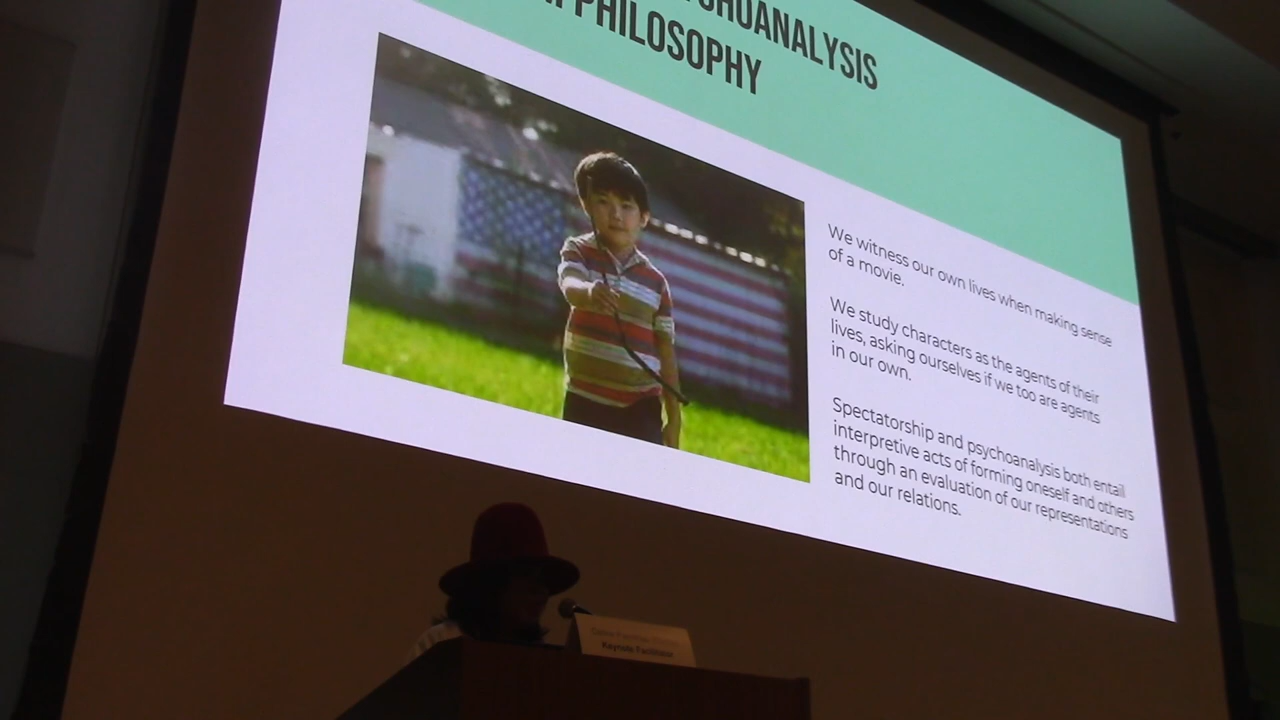 PSYCHOANALYSIS
PHILOSOPHY
We witness our own lives when making sense
of a movie.
We study characters as the agents of their
lives, asking ourselves if we too are agents
in our own.
Spectatorship and psychoanalysis both entail
interpretive acts of forming oneself and others
through an evaluation of our representations
and our relations.
Keynote Facilitator